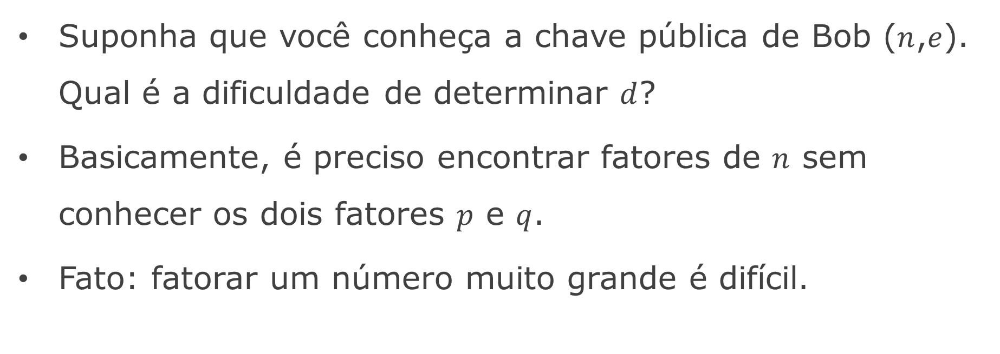 • Suponha que você conheça a chave pública de Bob (n,e).
Qual é a dificuldade de determinar d?
• Basicamente, é preciso encontrar fatores de n sem
conhecer os dois fatores p e q.
• Fato: fatorar um número muito grande é difícil.